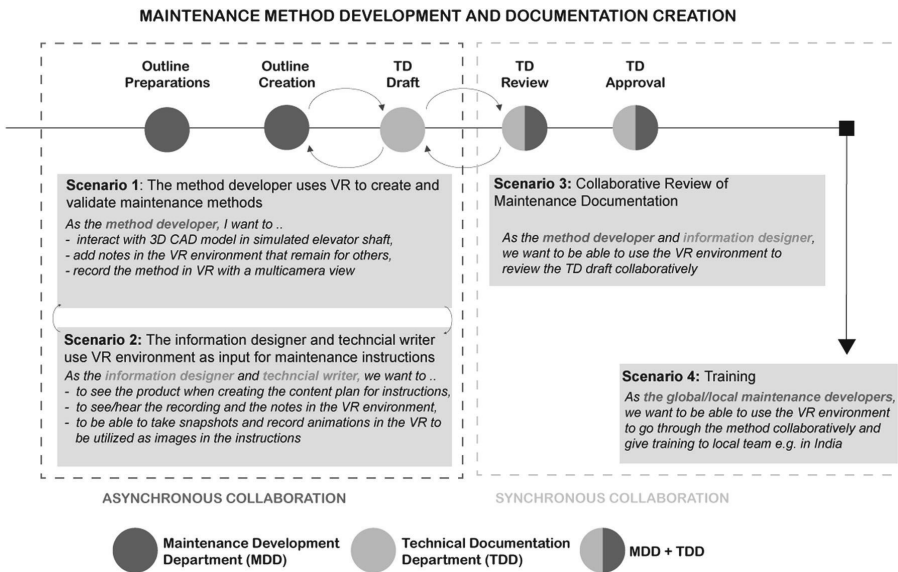 MAINTENANCE METHOD DEVELOPMENT AND DOCUMENTATION CREATION
Outline
Preparations
Outline
Creation
TD
Draft
TD
Review
TD
Approval
Scenario 1: The method developer uses VR to create and
validate maintenance methods
As the method developer, I want to ..
- interact with 3D CAD model in simulated elevator shaft,
- add notes in the VR environment that remain for others,
- record the method in VR with a multicamera view
Scenario 2: The information designer and techncial writer
use VR environment as input for maintenance instructions
As the information designer and techncial writer, we want to ..
- to see the product when creating the content plan for instructions,
- to see/hear the recording and the notes in the VR environment,
- to be able to take snapshots and record animations in the VR to
be utilized as images in the instructions
Scenario 3: Collaborative Review of
Maintenance Documentation
As the method developer and information designer,
we want to be able to use the VR environment to
review the TD draft collaboratively
Scenario 4: Training
As the global/local maintenance developers,
we want to be able to use the VR environment
to go through the method collaboratively and
give training to local team e.g. in India
ASYNCHRONOUS COLLABORATION
SYNCHRONOUS COLLABORATION
Maintenance Development
Department (MDD)
Technical Documentation
Department (TDD)
MDD + TDD